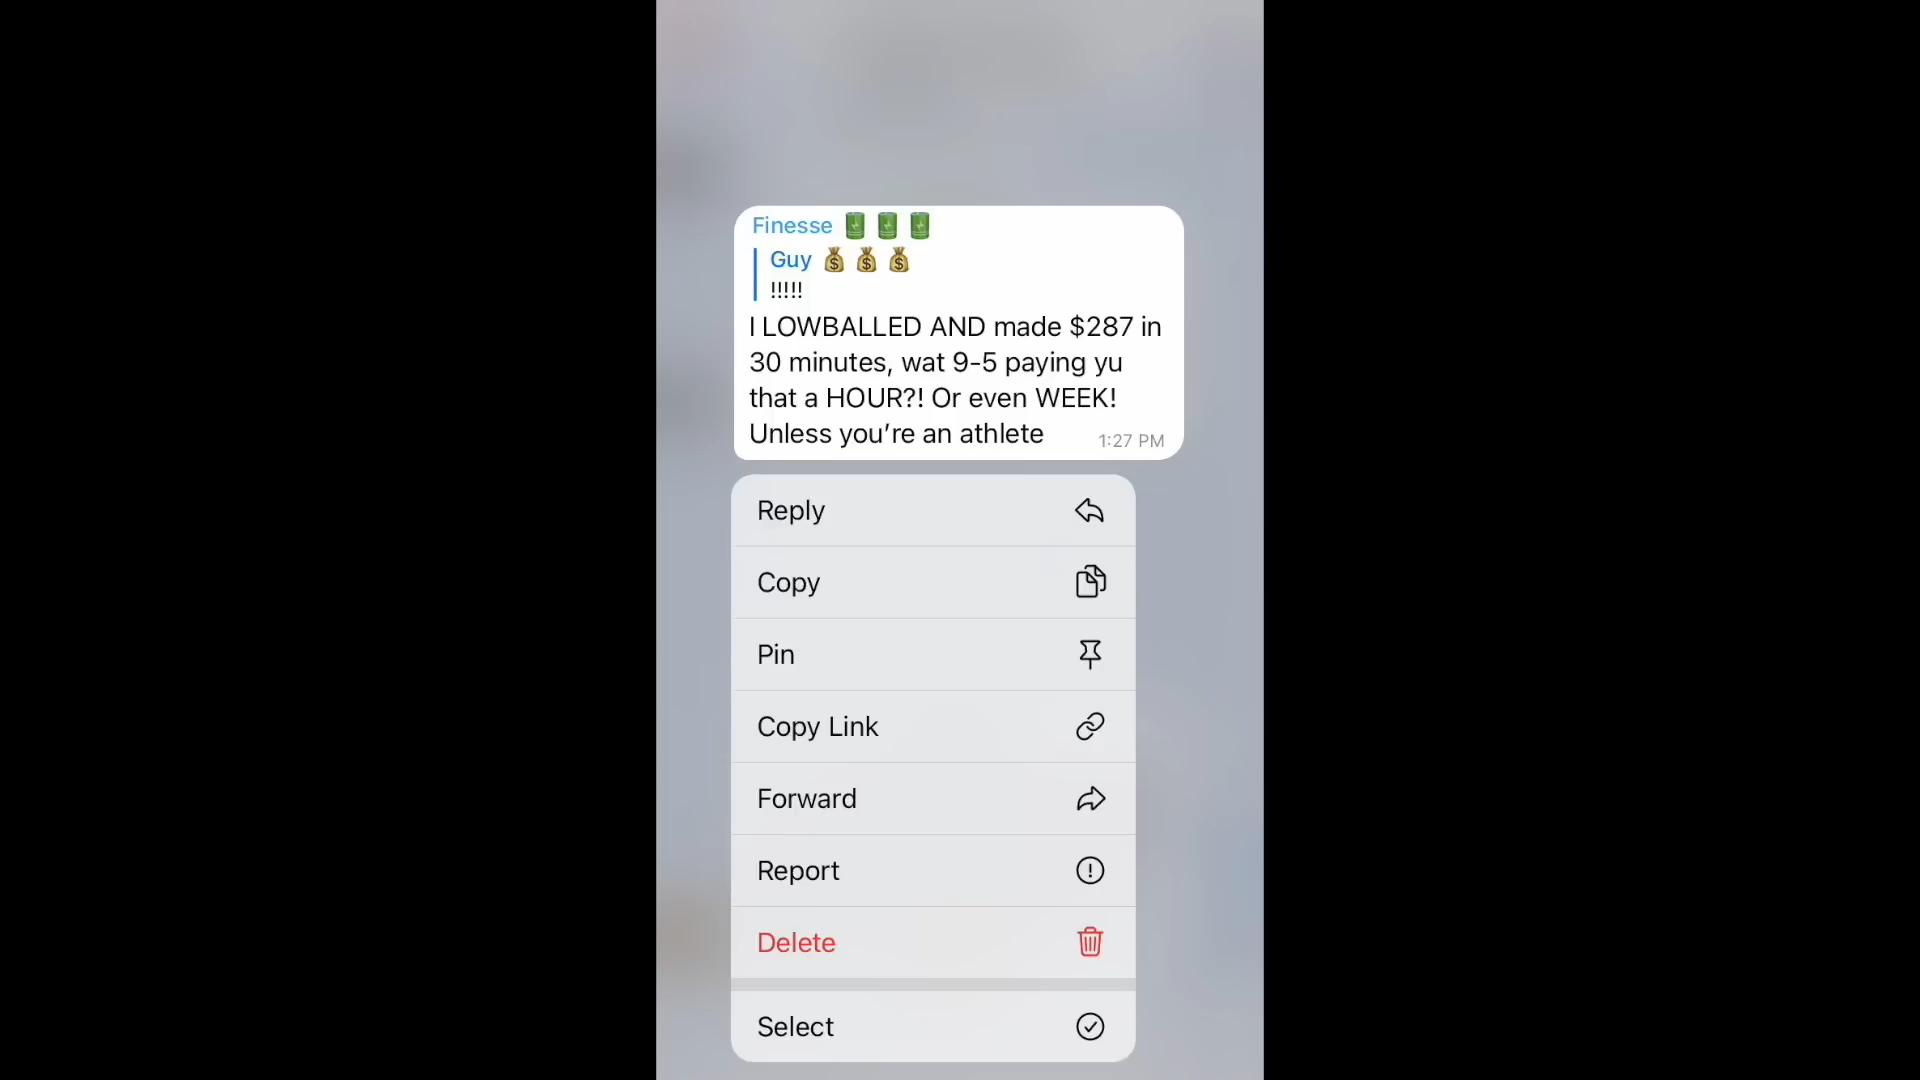 Finesse
Guy
!!!!!
I LOWBALLED AND made $287 in
30 minutes, wat 9-5 paying yu
that a HOUR?! Or even WEEK!
Unless you’re an athlete
1:27 PM
Reply
Copy
Pin
Copy Link
Forward
Report
Delete
Select